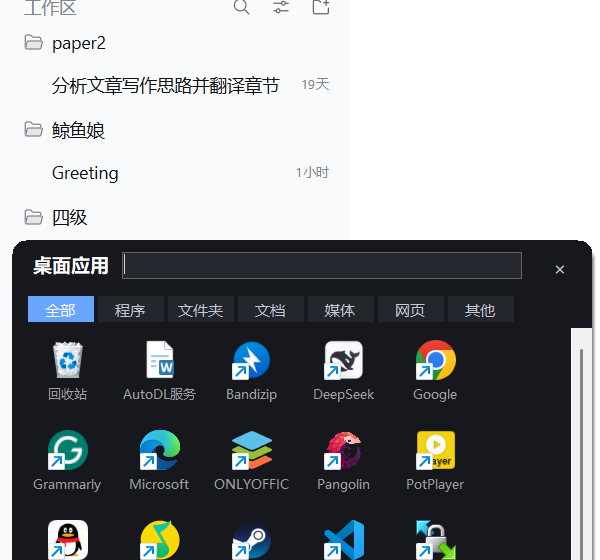 工作区
paper2
分析文章写作思路并翻译章节 19天
鲸鱼娘
Greeting 1小时
四级
桌面应用 ×
全部 程序 文件夹 文档 媒体 网页 其他
回收站 AutoDL服务 Bandizip DeepSeek Google
Grammarly Microsoft ONLYOFFIC Pangolin PotPlayer